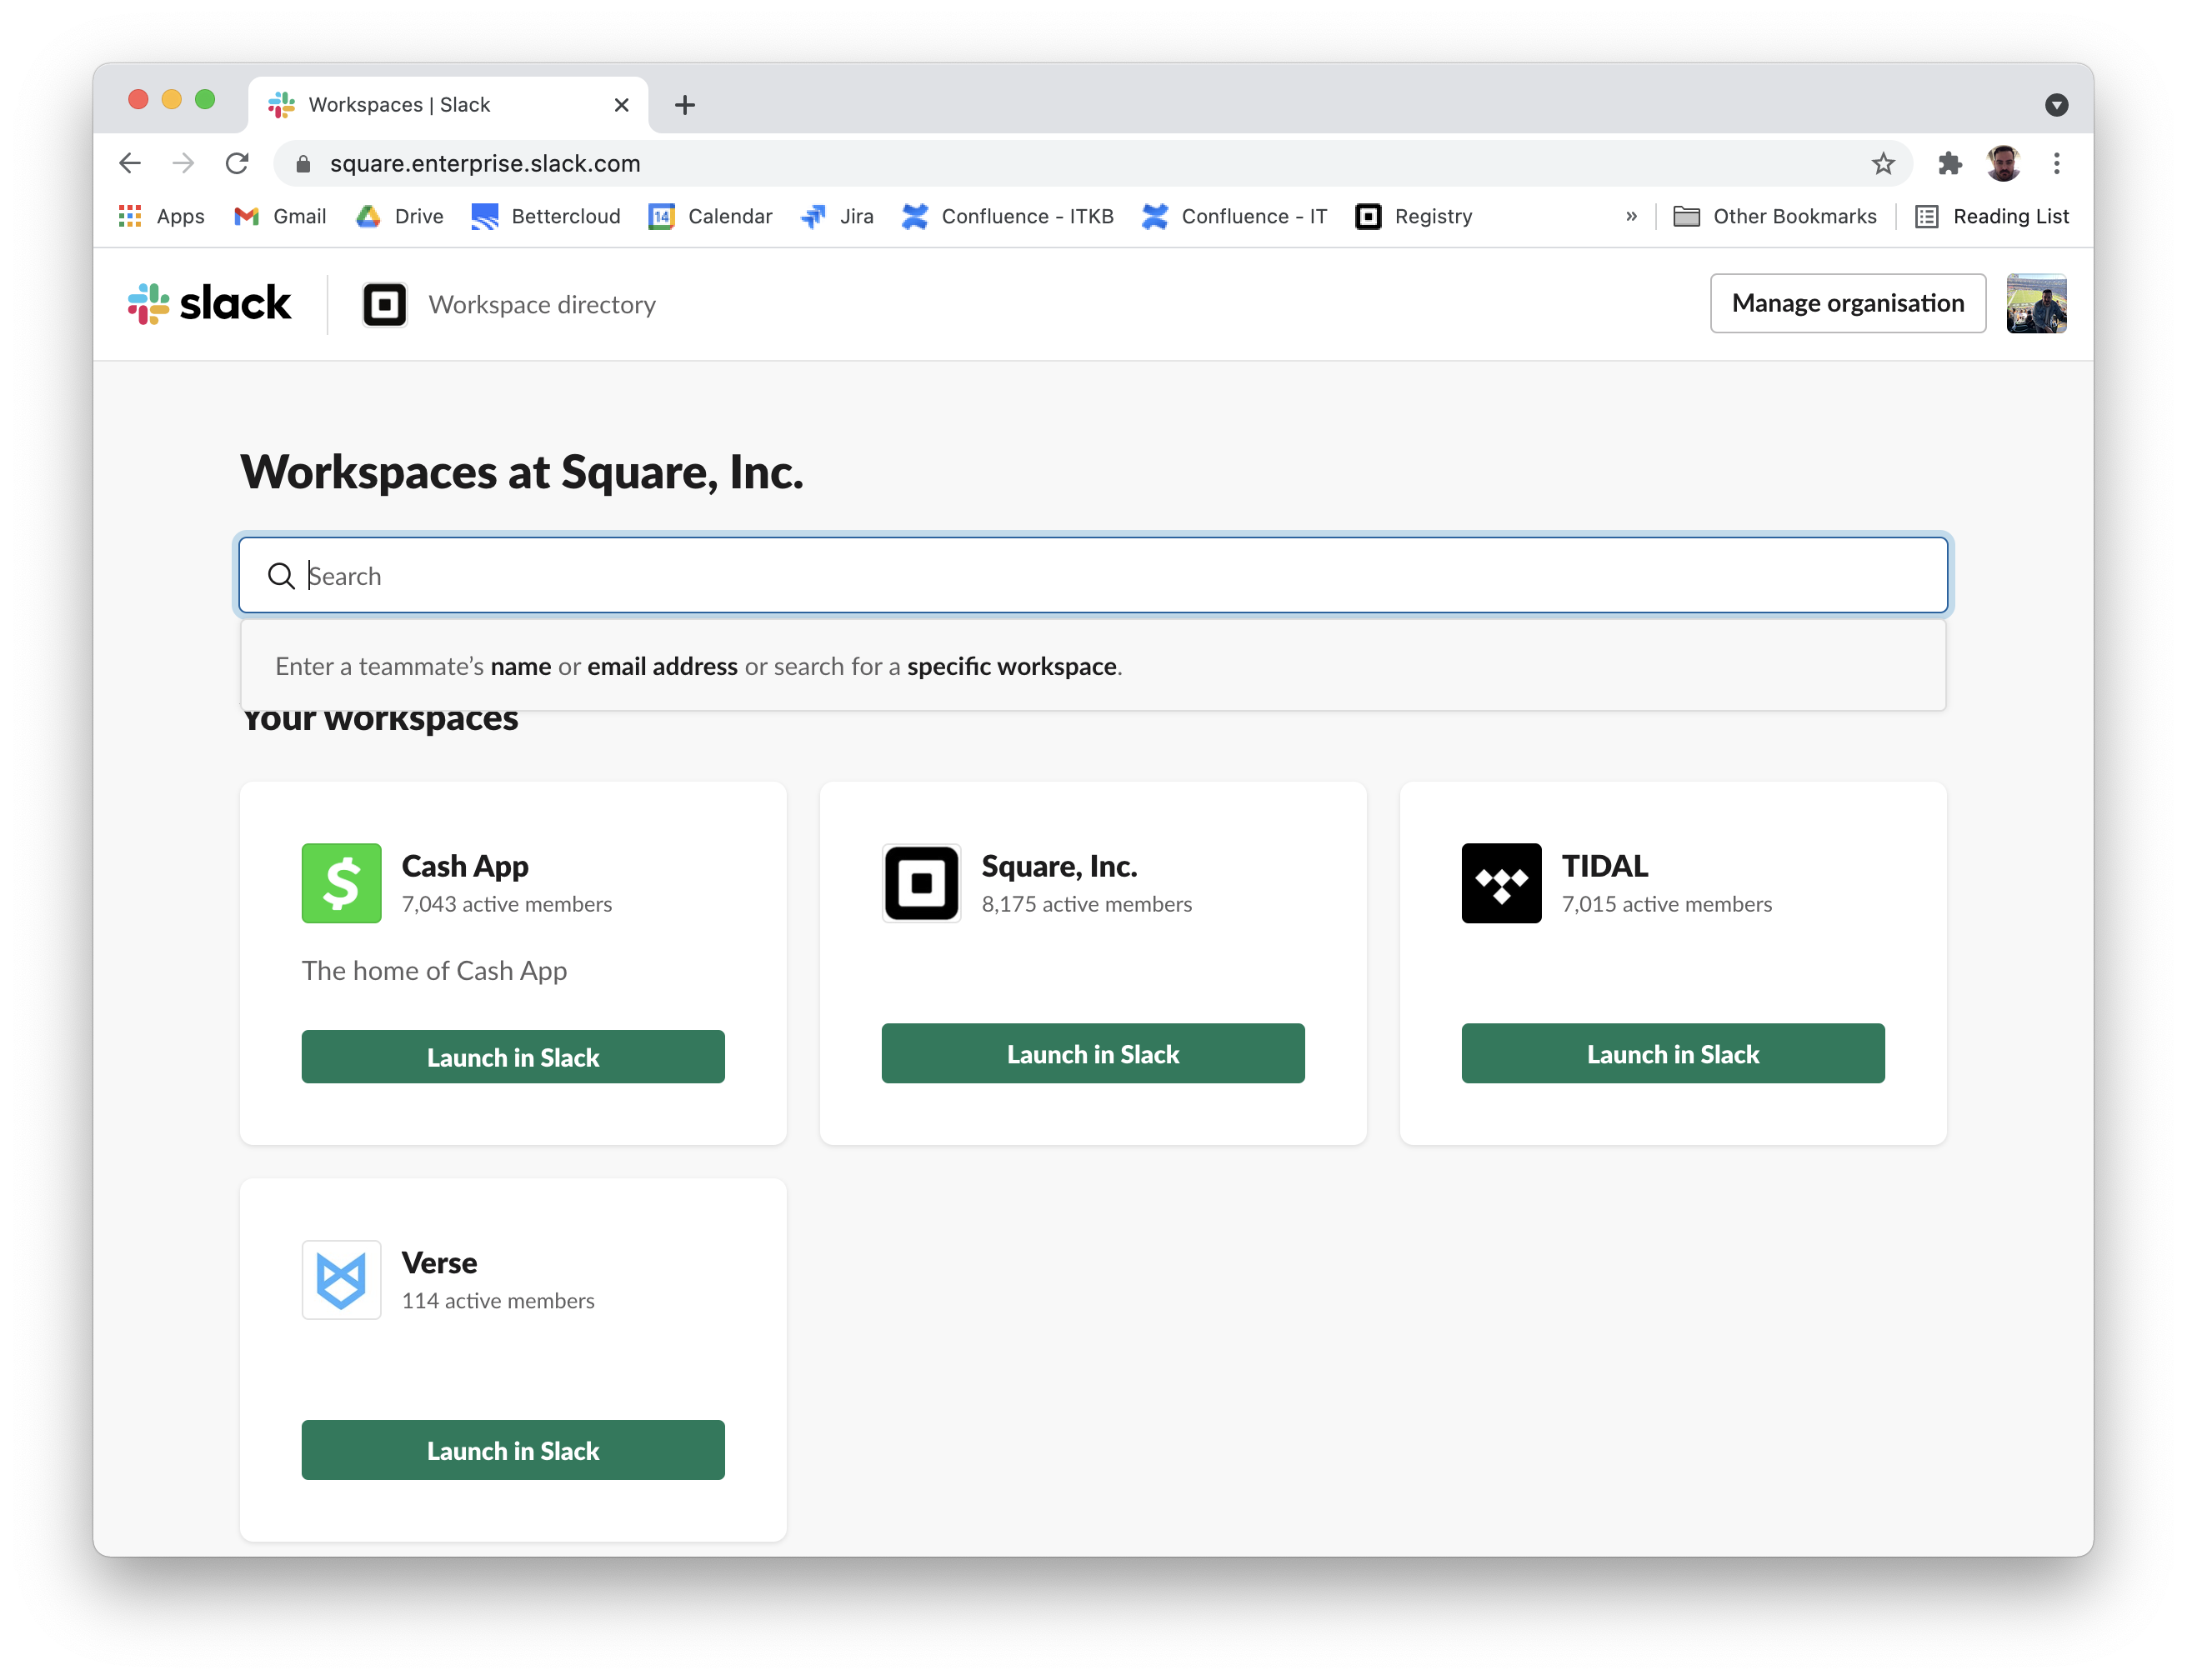 Workspaces | Slack
square.enterprise.slack.com
Apps Gmail Drive Bettercloud 14 Calendar Jira Confluence - ITKB Confluence - IT Registry » Other Bookmarks Reading List
slack Workspace directory Manage organisation
Workspaces at Square, Inc.
Search
Enter a teammate’s name or email address or search for a specific workspace.
Your workspaces
$ Cash App
7,043 active members
The home of Cash App
Launch in Slack
Square, Inc.
8,175 active members
Launch in Slack
TIDAL
7,015 active members
Launch in Slack
Verse
114 active members
Launch in Slack